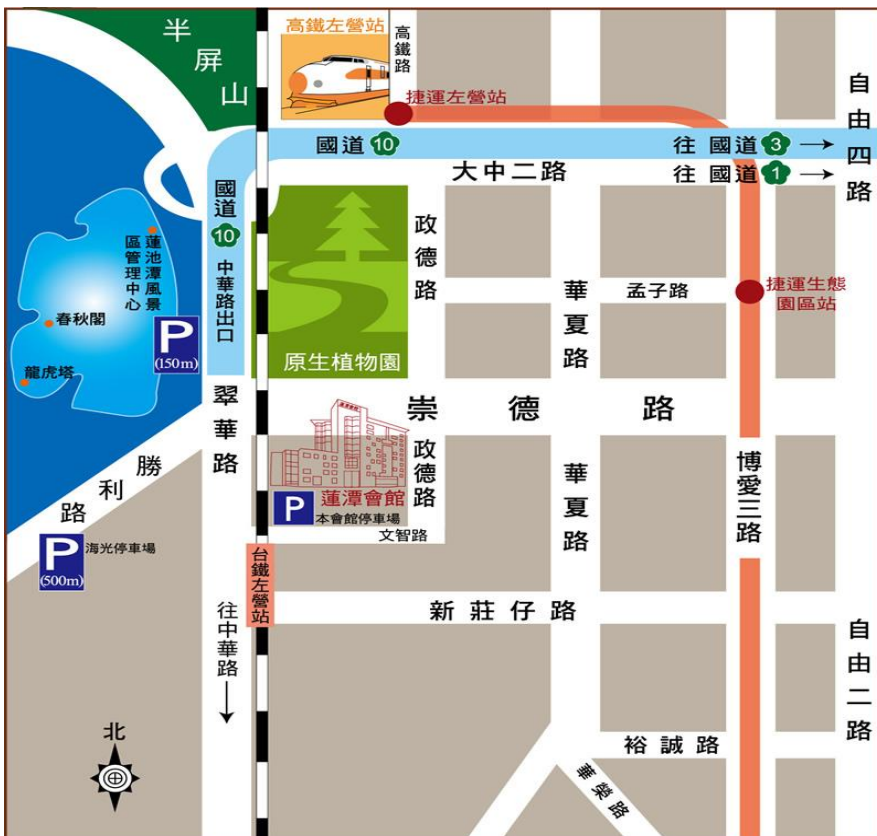 半屏山
高鐵左營站
高鐵路
捷運左營站
自由四路
國道 10
往 國道 3
大中二路
往 國道 1
國道 10 中華路出口
政德路
蓮池潭風景
區管理中心
華夏路
孟子路
捷運生態
園區站
春秋閣
P
(150m)
龍虎塔
原生植物園
翠華路
崇德路
勝利路
政德路
華夏路
博愛三路
蓮潭會館
P
本會館停車場
文智路
P
(500m)
海光停車場
台鐵左營站
往中華路
新莊仔路
自由二路
北
裕誠路
華榮路